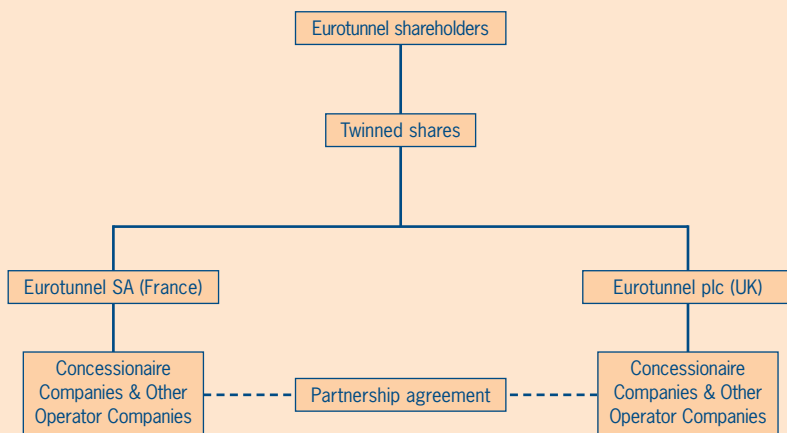 Eurotunnel shareholders
Twinned shares
Eurotunnel SA (France)
Eurotunnel plc (UK)
Concessionaire
Companies & Other
Operator Companies
Partnership agreement
Concessionaire
Companies & Other
Operator Companies